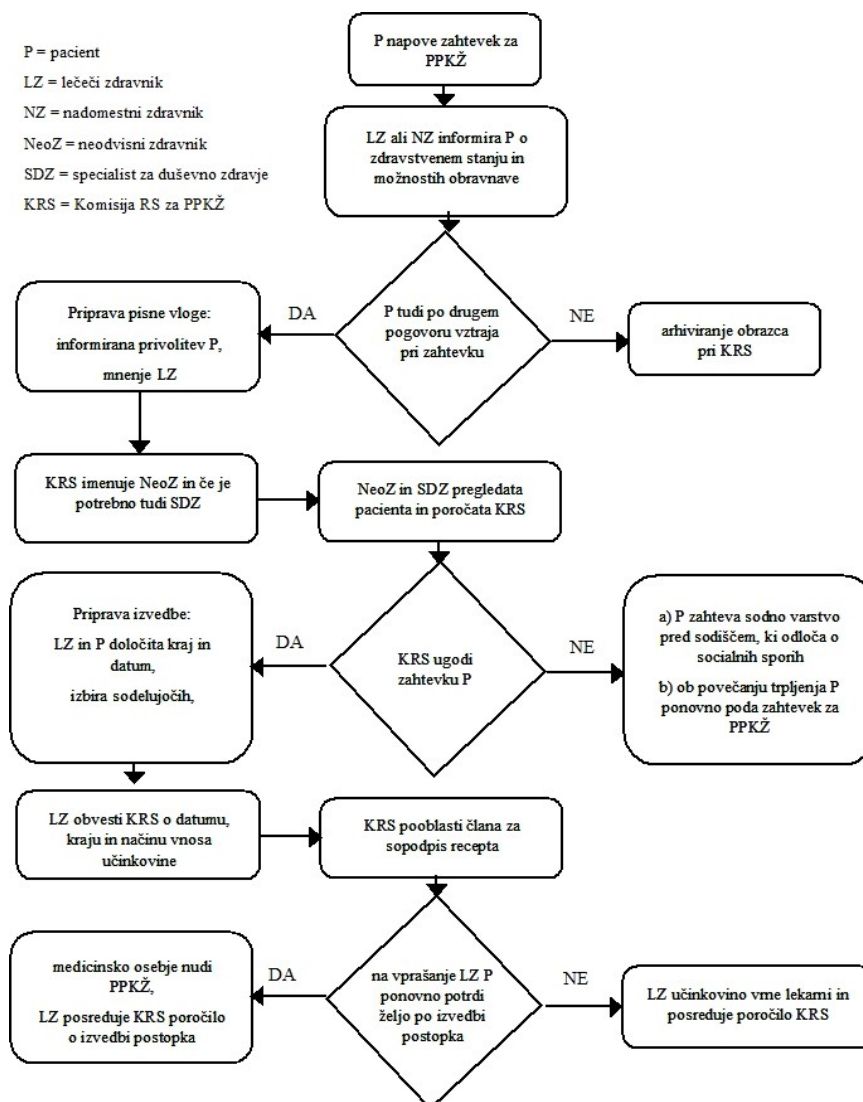 P = pacient
LZ = lečeči zdravnik
NZ = nadomestni zdravnik
NeoZ = neodvisni zdravnik
SDZ = specialist za duševno zdravje
KRS = Komisija RS za PPKŽ
P napove zahtevek za
PPKŽ
LZ ali NZ informira P o
zdravstvenem stanju in
možnostih obravnave
P tudi po drugem
pogovoru vztraja
pri zahtevku
DA
NE
Priprava pisne vloge:
informirana privolitev P,
mnenje LZ
arhiviranje obrazca
pri KRS
KRS imenuje NeoZ in če je
potrebno tudi SDZ
NeoZ in SDZ pregledata
pacienta in poročata KRS
KRS ugodi
zahtevku P
DA
NE
Priprava izvedbe:
LZ in P določita kraj in
datum,
izbira sodelujočih,
a) P zahteva sodno varstvo
pred sodiščem, ki odloča o
socialnih sporih
b) ob povečanju trpljenja P
ponovno poda zahtevek za
PPKŽ
LZ obvesti KRS o datumu,
kraju in načinu vnosa
učinkovine
KRS pooblasti člana za
sopodpis recepta
na vprašanje LZ P
ponovno potrdi
željo po izvedbi
postopka
DA
NE
medicinsko osebje nudi
PPKŽ,
LZ posreduje KRS poročilo
o izvedbi postopka
LZ učinkovino vrne lekarni in
posreduje poročilo KRS